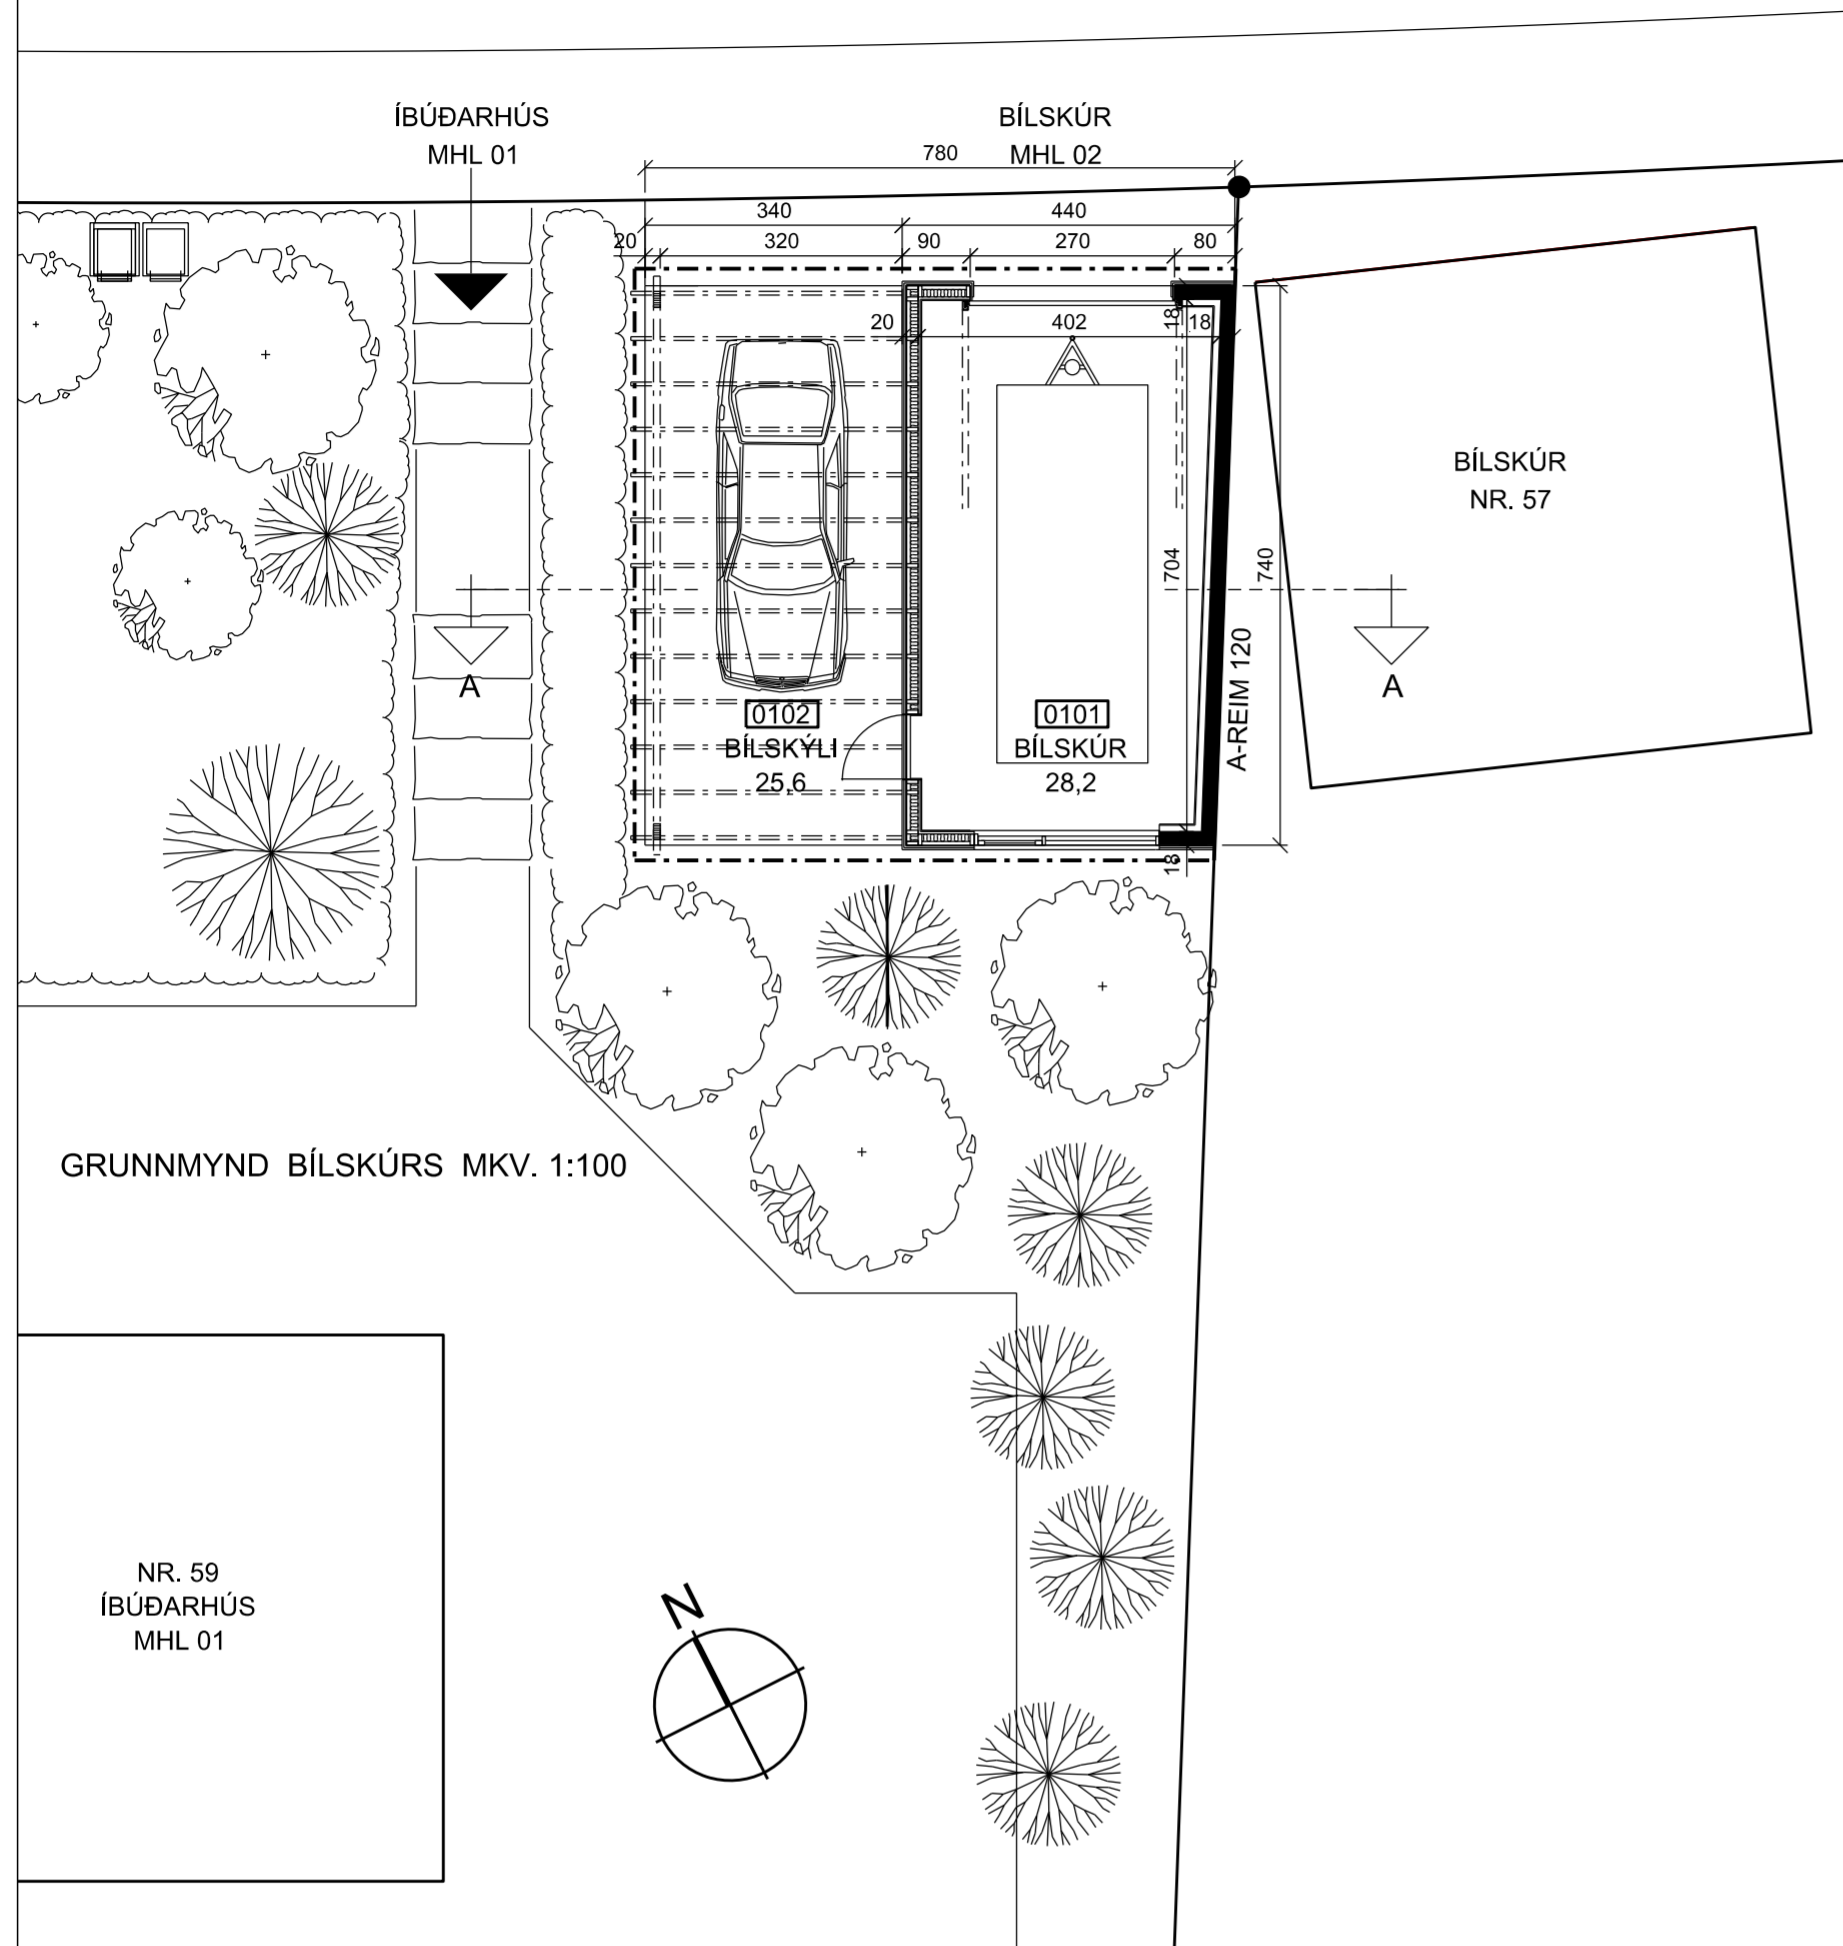 ÍBÚÐARHÚS
MHL 01
BÍLSKÚR
MHL 02
780
340
440
20
320
90
270
80
20
402
18
18
BÍLSKÚR
NR. 57
704
740
A-REIM 120
A
A
0102
BÍLSKÝLI
25,6
0101
BÍLSKÚR
28,2
18
GRUNNMYND BÍLSKÚRS MKV. 1:100
NR. 59
ÍBÚÐARHÚS
MHL 01
N